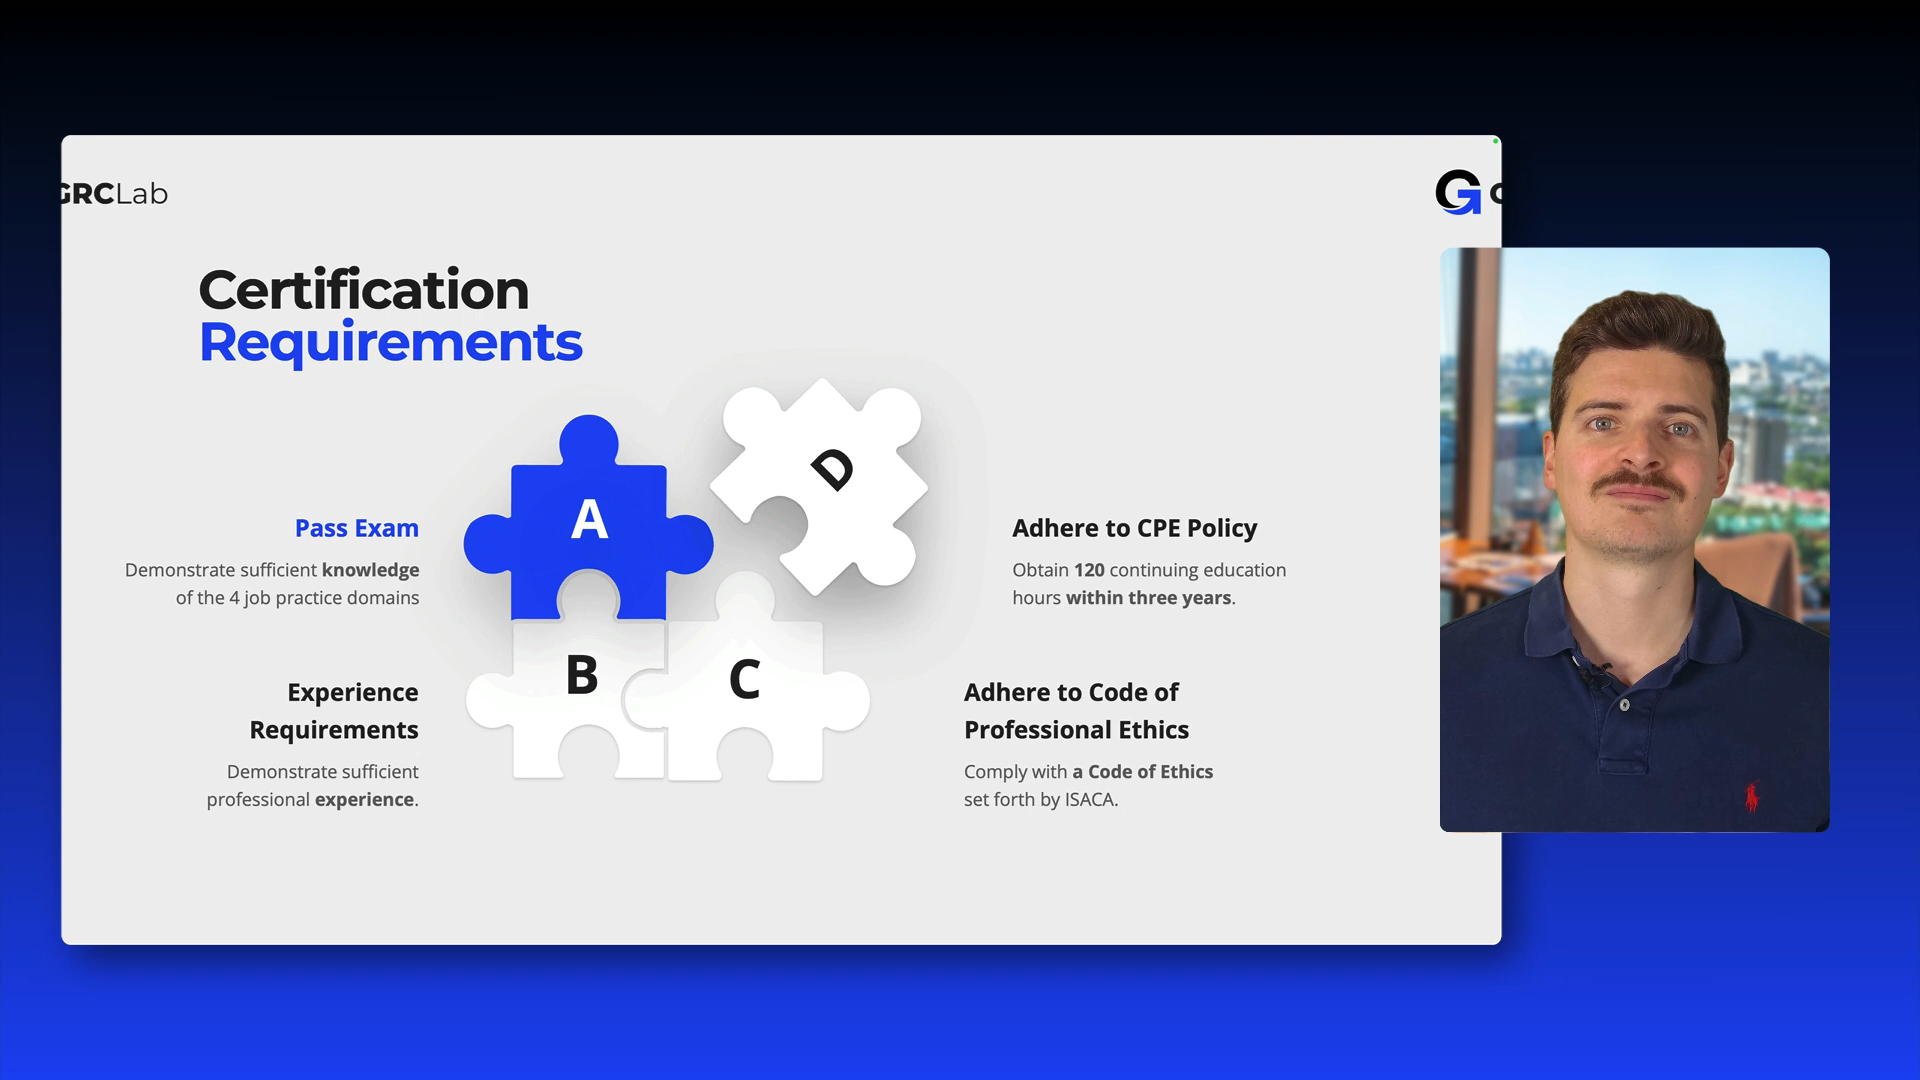 GRCLab
G
Certification
Requirements
A
D
B
C
Pass Exam
Demonstrate sufficient knowledge
of the 4 job practice domains
Experience
Requirements
Demonstrate sufficient
professional experience.
Adhere to CPE Policy
Obtain 120 continuing education
hours within three years.
Adhere to Code of
Professional Ethics
Comply with a Code of Ethics
set forth by ISACA.